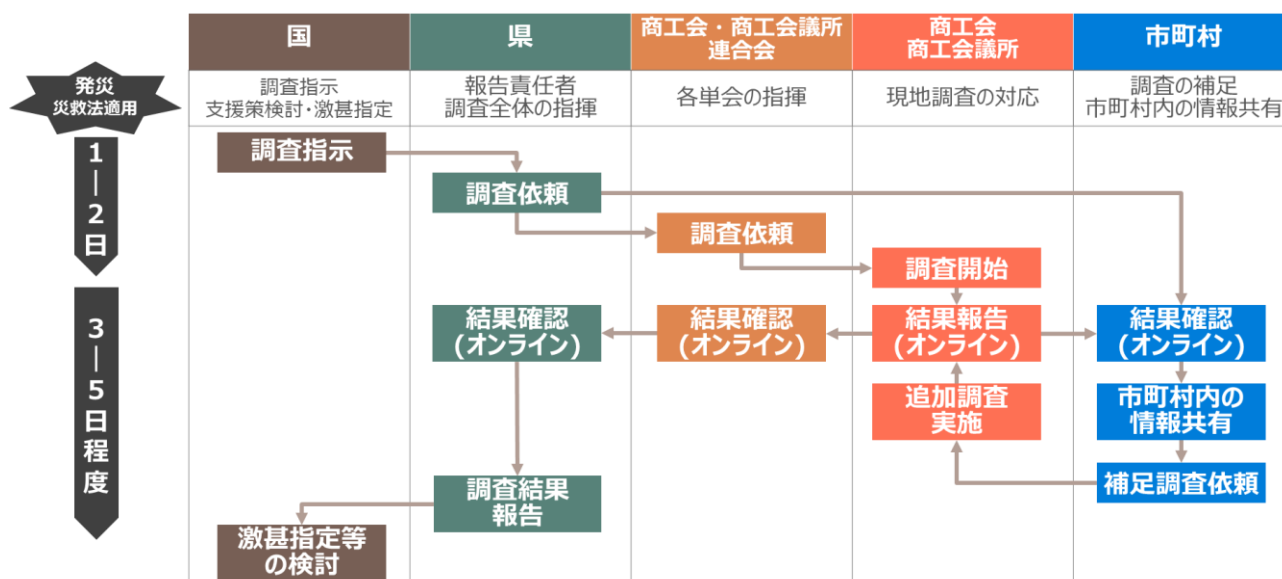 国
県
商工会・商工会議所
連合会
商工会
商工会議所
市町村
発災
災救法適用
調査指示
支援策検討・激甚指定
報告責任者
調査全体の指揮
各単会の指揮
現地調査の対応
調査の補足
市町村内の情報共有
1―2日
調査指示
調査依頼
調査依頼
調査開始
3―5日程度
結果確認
(オンライン)
結果確認
(オンライン)
結果報告
(オンライン)
結果確認
(オンライン)
追加調査
実施
市町村内の
情報共有
補足調査依頼
調査結果
報告
激甚指定等
の検討